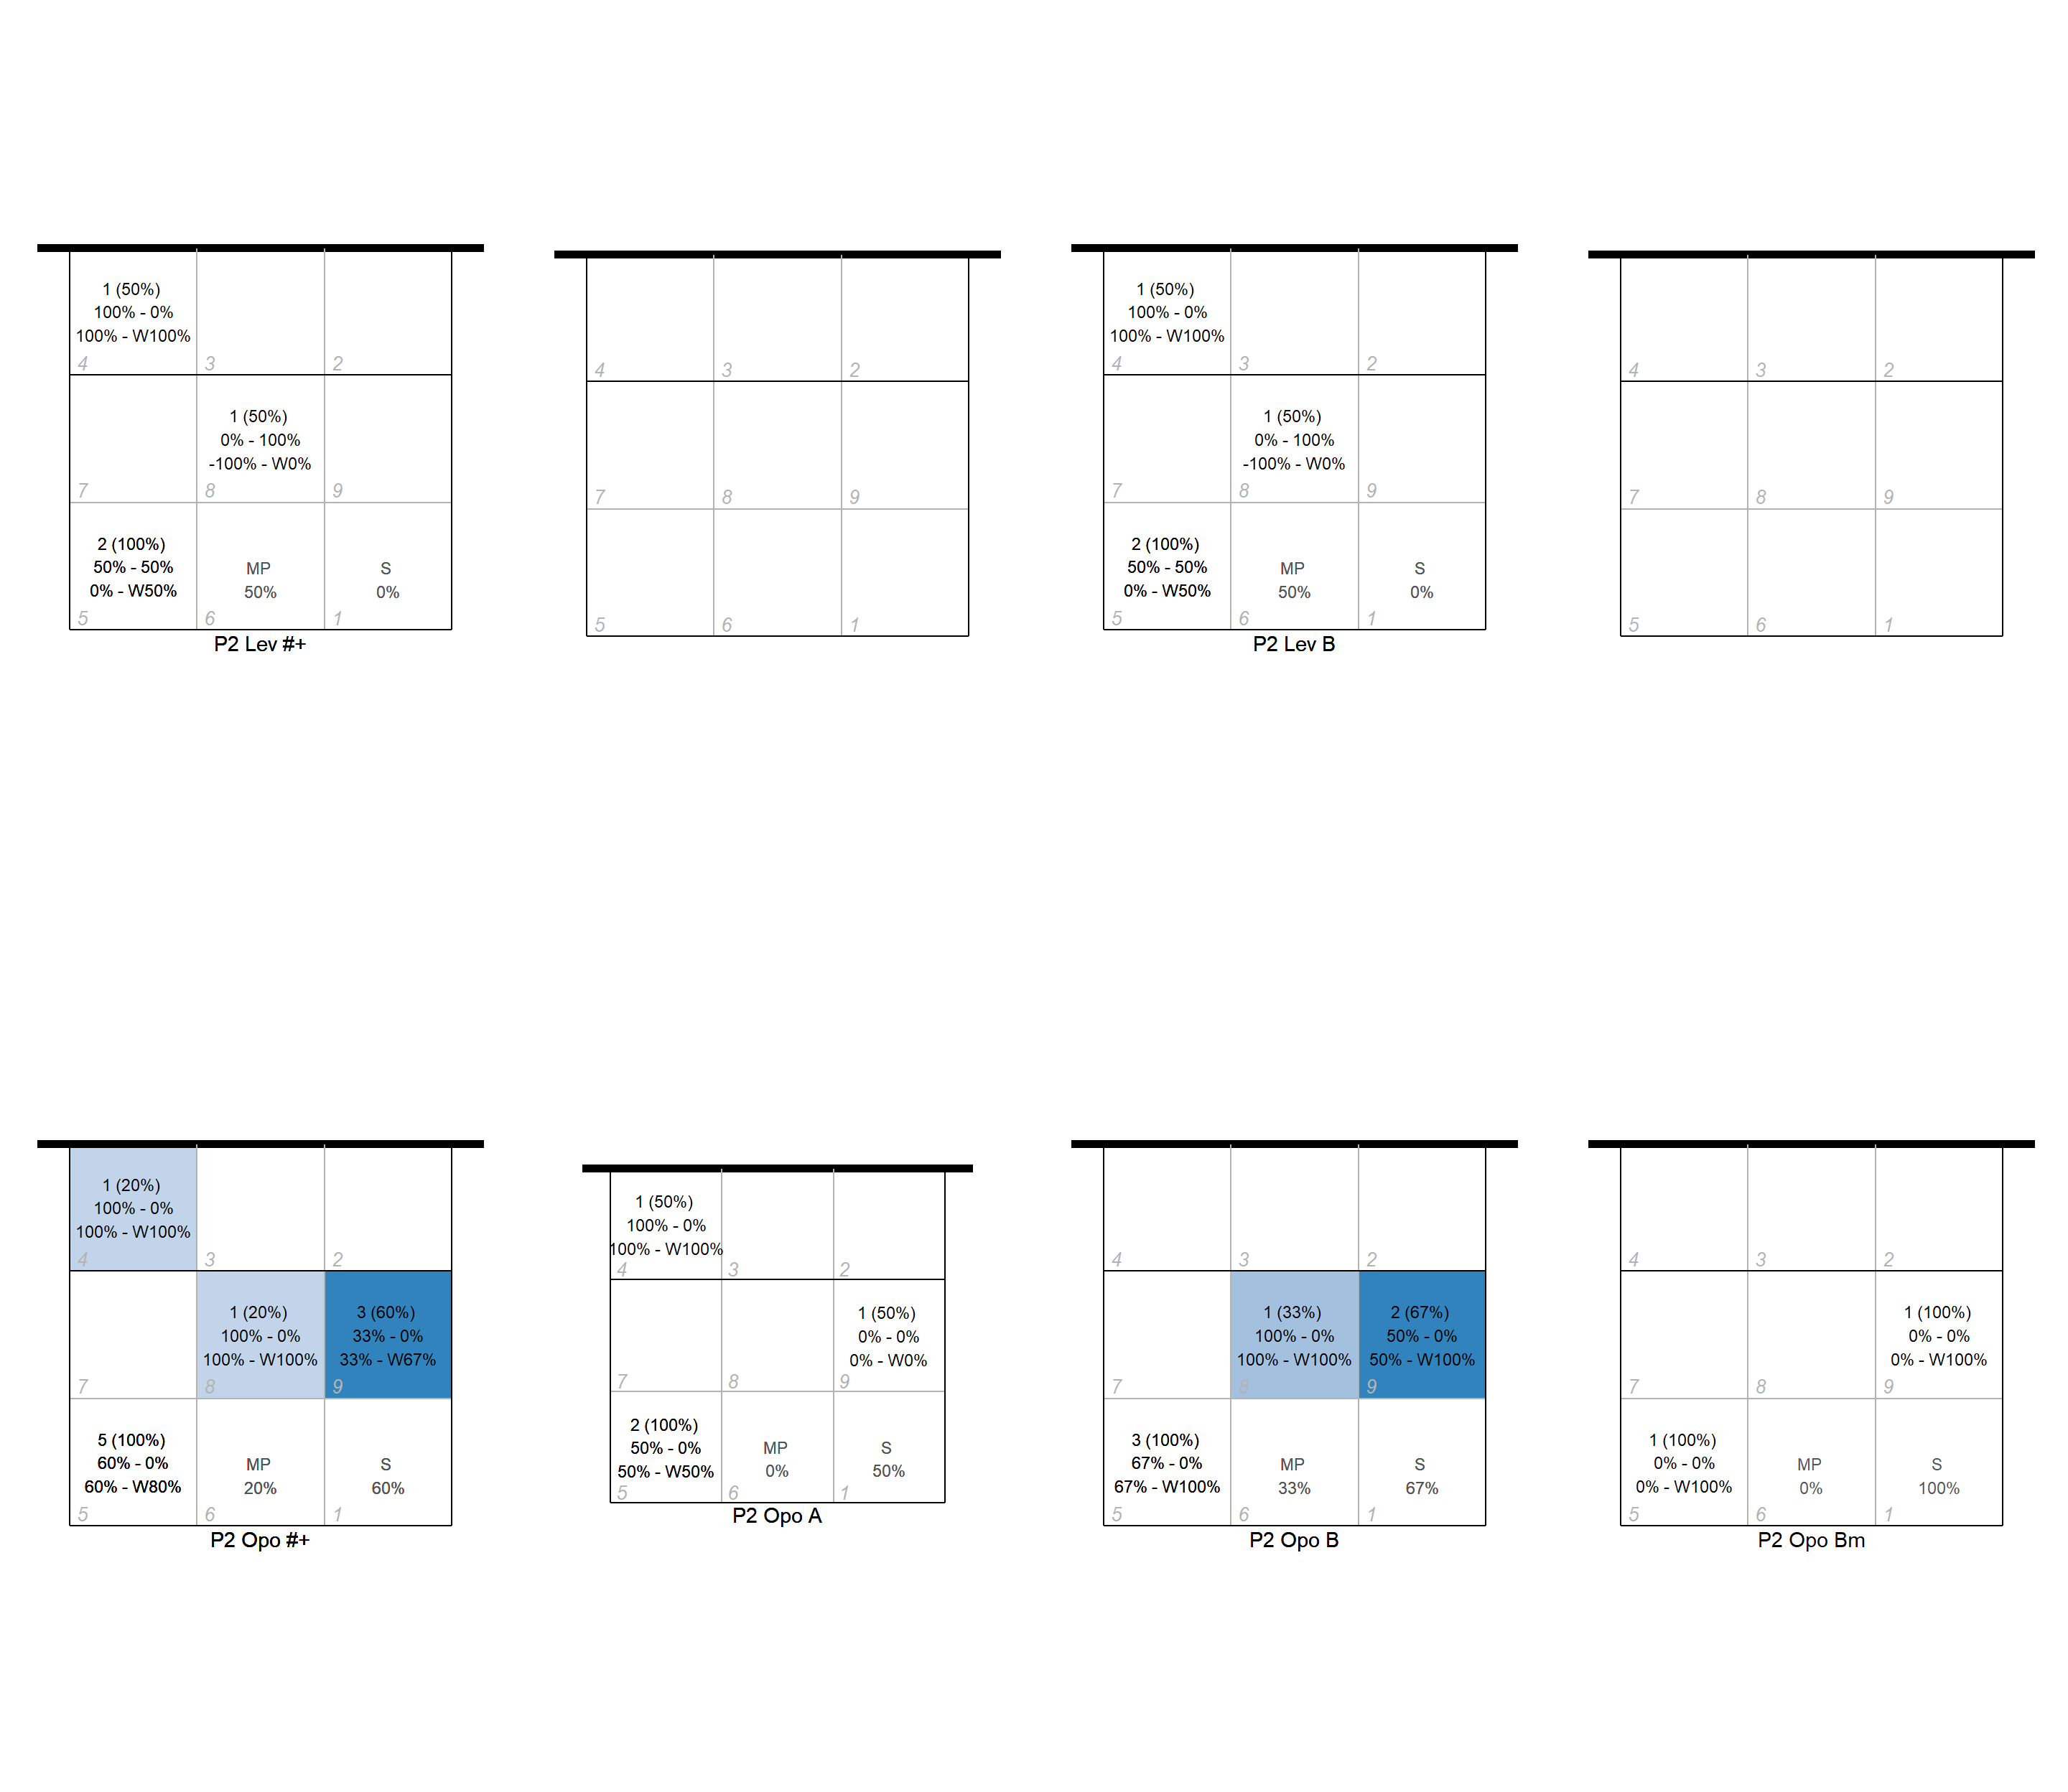 1 (50%)
100% - 0%
100% - W100%
4
3
2
1 (50%)
0% - 100%
-100% - W0%
7
8
9
2 (100%)
50% - 50%
0% - W50%
MP
50%
S
0%
5
6
1
P2 Lev #+
4
3
2
7
8
9
5
6
1
1 (50%)
100% - 0%
100% - W100%
4
3
2
1 (50%)
0% - 100%
-100% - W0%
7
8
9
2 (100%)
50% - 50%
0% - W50%
MP
50%
S
0%
5
6
1
P2 Lev B
4
3
2
7
8
9
5
6
1
1 (20%)
100% - 0%
100% - W100%
4
3
2
1 (20%)
100% - 0%
100% - W100%
3 (60%)
33% - 0%
33% - W67%
7
8
9
5 (100%)
60% - 0%
60% - W80%
MP
20%
S
60%
5
6
1
P2 Opo #+
1 (50%)
100% - 0%
100% - W100%
4
3
2
1 (50%)
0% - 0%
0% - W0%
7
8
9
2 (100%)
50% - 0%
50% - W50%
MP
0%
S
50%
5
6
1
P2 Opo A
4
3
2
1 (33%)
100% - 0%
100% - W100%
2 (67%)
50% - 0%
50% - W100%
7
8
9
3 (100%)
67% - 0%
67% - W100%
MP
33%
S
67%
5
6
1
P2 Opo B
4
3
2
1 (100%)
0% - 0%
0% - W100%
7
8
9
1 (100%)
0% - 0%
0% - W100%
MP
0%
S
100%
5
6
1
P2 Opo Bm